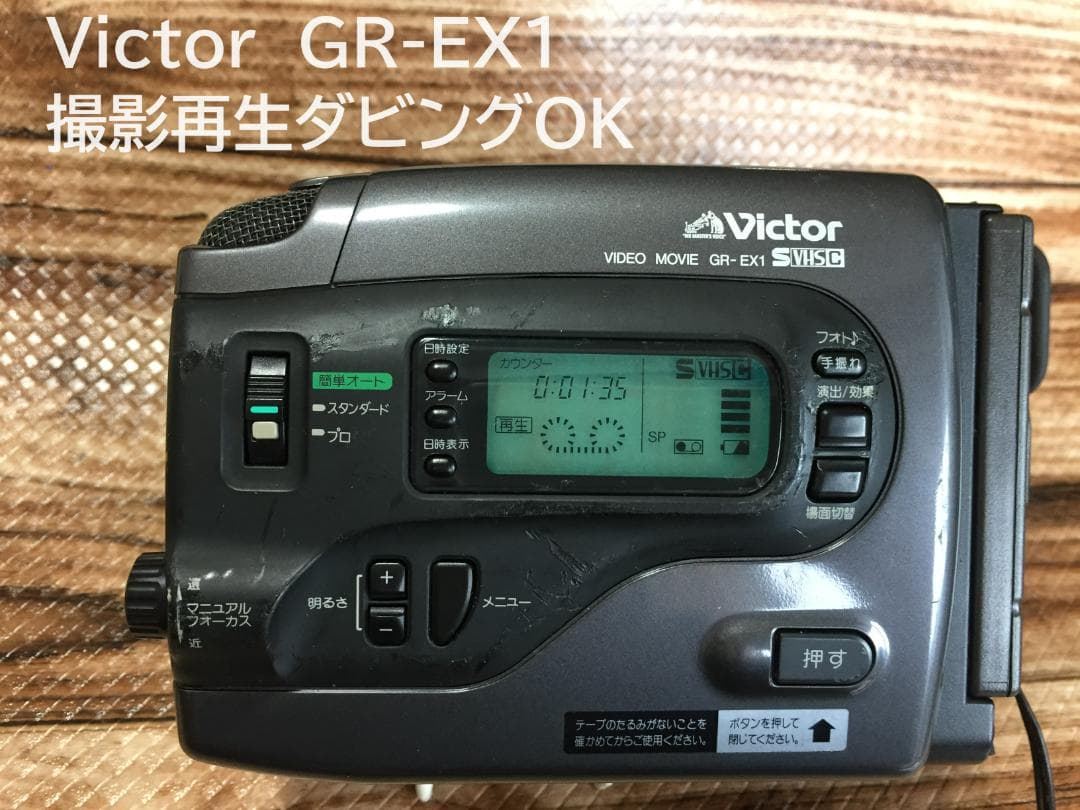 Victor GR-EX1
撮影再生ダビングOK
"HIS MASTER'S VOICE"
Victor
VIDEO MOVIE GR-EX1 S VHS C
フォト♪
手振れ
演出/効果
場面切替
日時設定
アラーム
日時表示
カウンター
S VHS C
0:01:35
再生
SP
簡単オート
スタンダード
プロ
遠
マニュアル
フォーカス
近
明るさ
+
−
メニュー
押す
テープのたるみがないことを
確かめてからご使用ください。
ボタンを押して
閉じてください。